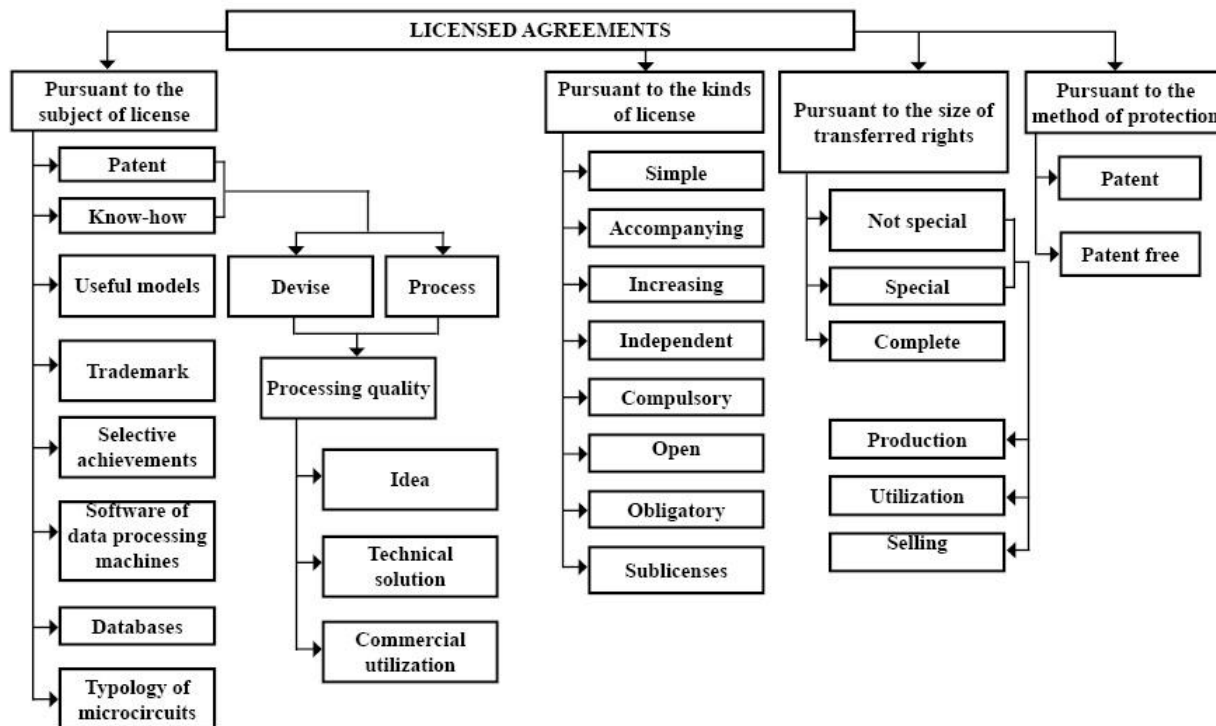 LICENSED AGREEMENTS
Pursuant to the
subject of license
Patent
Know-how
Useful models
Trademark
Selective
achievements
Software of
data processing
machines
Databases
Typology of
microcircuits
Devise
Process
Processing quality
Idea
Technical
solution
Commercial
utilization
Pursuant to the kinds
of license
Simple
Accompanying
Increasing
Independent
Compulsory
Open
Obligatory
Sublicenses
Pursuant to the size of
transferred rights
Not special
Special
Complete
Production
Utilization
Selling
Pursuant to the
method of protection
Patent
Patent free